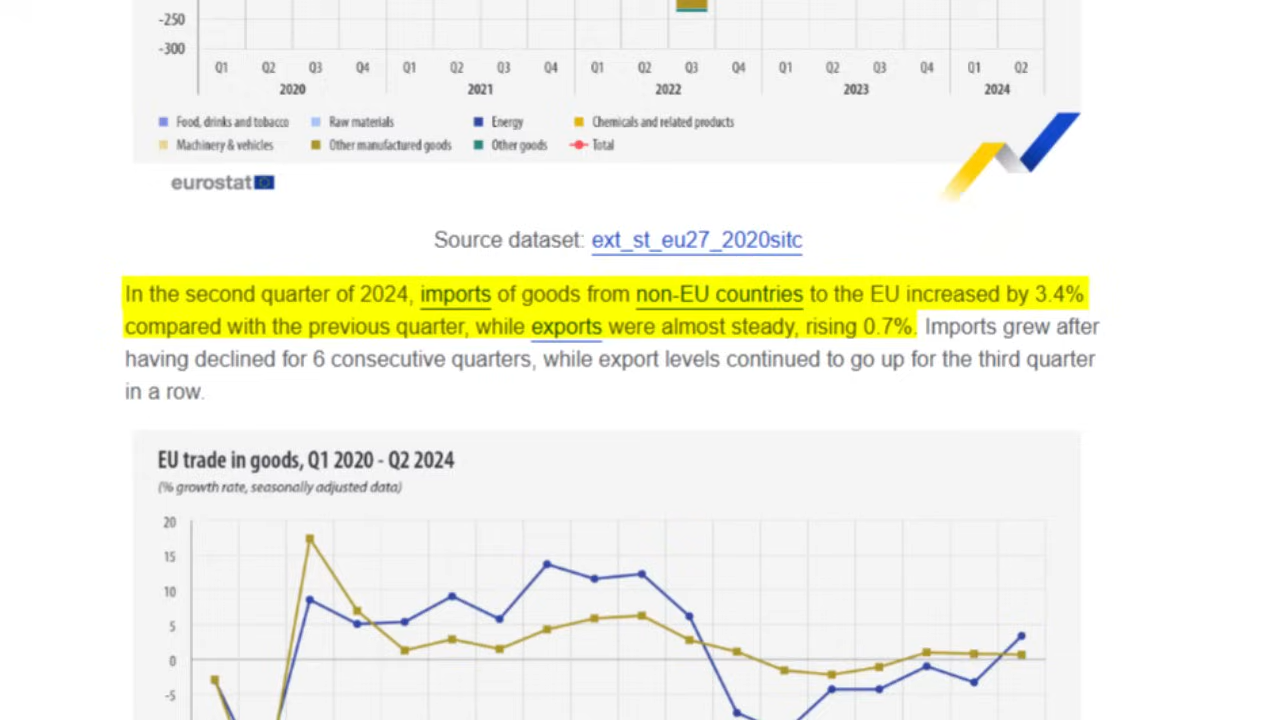 -250
-300
Q1 Q2 Q3 Q4 Q1 Q2 Q3 Q4 Q1 Q2 Q3 Q4 Q1 Q2 Q3 Q4 Q1 Q2
2020 2021 2022 2023 2024
Food, drinks and tobacco Raw materials Energy Chemicals and related products
Machinery & vehicles Other manufactured goods Other goods Total
eurostat
Source dataset: ext_st_eu27_2020sitc
In the second quarter of 2024, imports of goods from non-EU countries to the EU increased by 3.4%
compared with the previous quarter, while exports were almost steady, rising 0.7%. Imports grew after
having declined for 6 consecutive quarters, while export levels continued to go up for the third quarter
in a row.
EU trade in goods, Q1 2020 - Q2 2024
(% growth rate, seasonally adjusted data)
20
15
10
5
0
-5